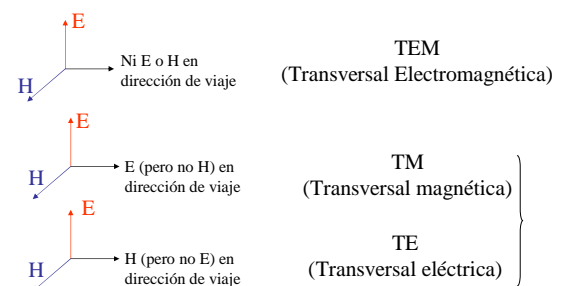 E
H
Ni E o H en
dirección de viaje
TEM
(Transversal Electromagnética)
E
H
E (pero no H) en
dirección de viaje
TM
(Transversal magnética)
E
H
H (pero no E) en
dirección de viaje
TE
(Transversal eléctrica)